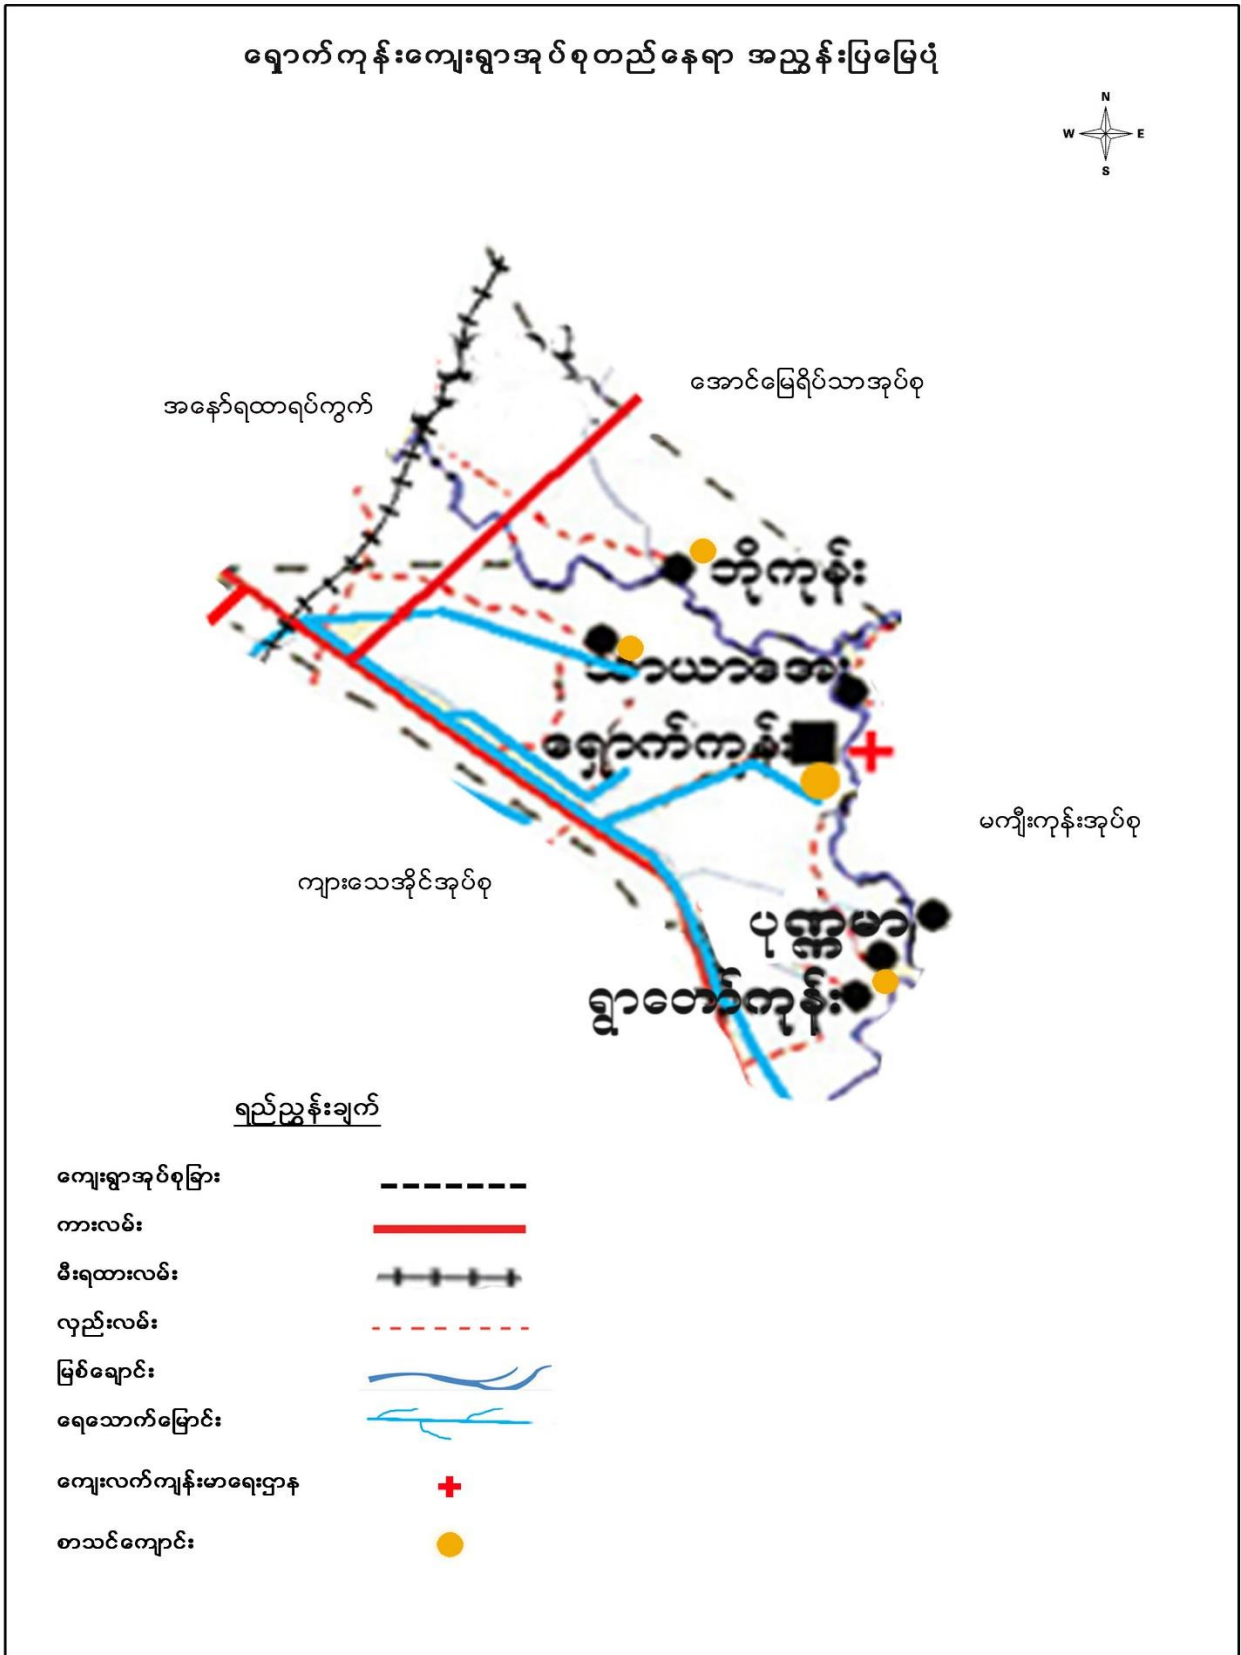 ရှောက်ကုန်းကျေးရွာအုပ်စုတည်နေရာ အညွှန်းပြမြေပုံ
N
W E
S
အောင်မြေရိပ်သာအုပ်စု
အနော်ရထာရပ်ကွက်
ဘိုကုန်း
သာယာအေး
ရှောက်ကုန်း
မကျီးကုန်းအုပ်စု
ကျားသေအိုင်အုပ်စု
ပုဏ္ဏမာ
ရွာတော်ကုန်း
ရည်ညွှန်းချက်
ကျေးရွာအုပ်စုခြား
ကားလမ်း
မီးရထားလမ်း
လှည်းလမ်း
မြစ်ချောင်း
ရေသောက်မြောင်း
ကျေးလက်ကျန်းမာရေးဌာန
စာသင်ကျောင်း